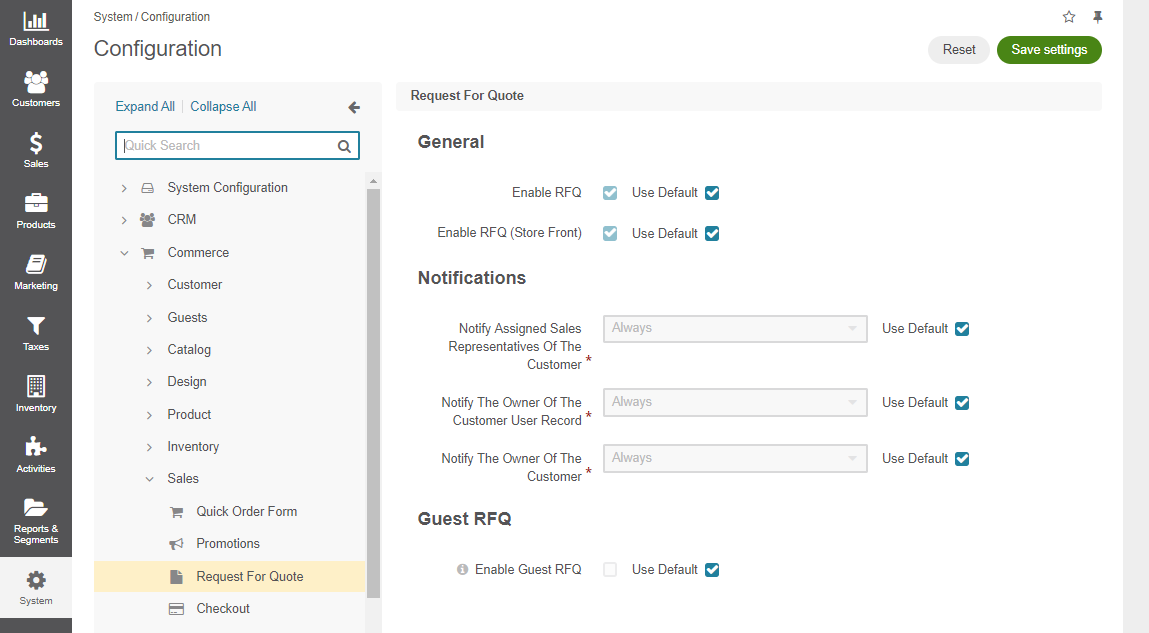 Dashboards
Customers
Sales
Products
Marketing
Taxes
Inventory
Activities
Reports &
Segments
System
System / Configuration
Configuration
Reset
Save settings
Expand All | Collapse All
Quick Search
System Configuration
CRM
Commerce
Customer
Guests
Catalog
Design
Product
Inventory
Sales
Quick Order Form
Promotions
Request For Quote
Checkout
Request For Quote
General
Enable RFQ Use Default
Enable RFQ (Store Front) Use Default
Notifications
Notify Assigned Sales
Representatives Of The
Customer *
Always
Use Default
Notify The Owner Of The
Customer User Record *
Always
Use Default
Notify The Owner Of The
Customer *
Always
Use Default
Guest RFQ
Enable Guest RFQ Use Default